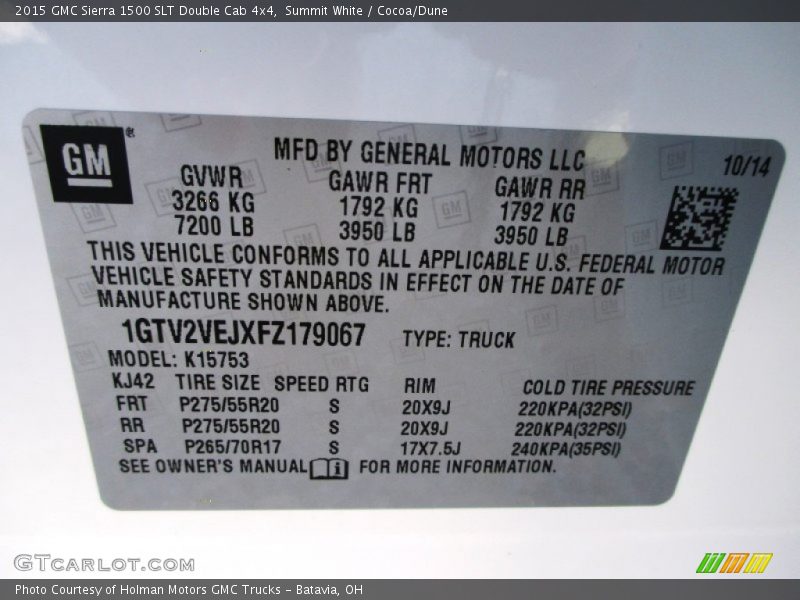 2015 GMC Sierra 1500 SLT Double Cab 4x4, Summit White / Cocoa/Dune
GM ®
MFD BY GENERAL MOTORS LLC
10/14
GVWR GAWR FRT GAWR RR
3266 KG 1792 KG 1792 KG
7200 LB 3950 LB 3950 LB
THIS VEHICLE CONFORMS TO ALL APPLICABLE U.S. FEDERAL MOTOR
VEHICLE SAFETY STANDARDS IN EFFECT ON THE DATE OF
MANUFACTURE SHOWN ABOVE.
1GTV2VEJXFZ179067 TYPE: TRUCK
MODEL: K15753
KJ42 TIRE SIZE SPEED RTG RIM COLD TIRE PRESSURE
FRT P275/55R20 S 20X9J 220KPA(32PSI)
RR P275/55R20 S 20X9J 220KPA(32PSI)
SPA P265/70R17 S 17X7.5J 240KPA(35PSI)
SEE OWNER'S MANUAL i FOR MORE INFORMATION.
GTCARLOT.COM
Photo Courtesy of Holman Motors GMC Trucks - Batavia, OH